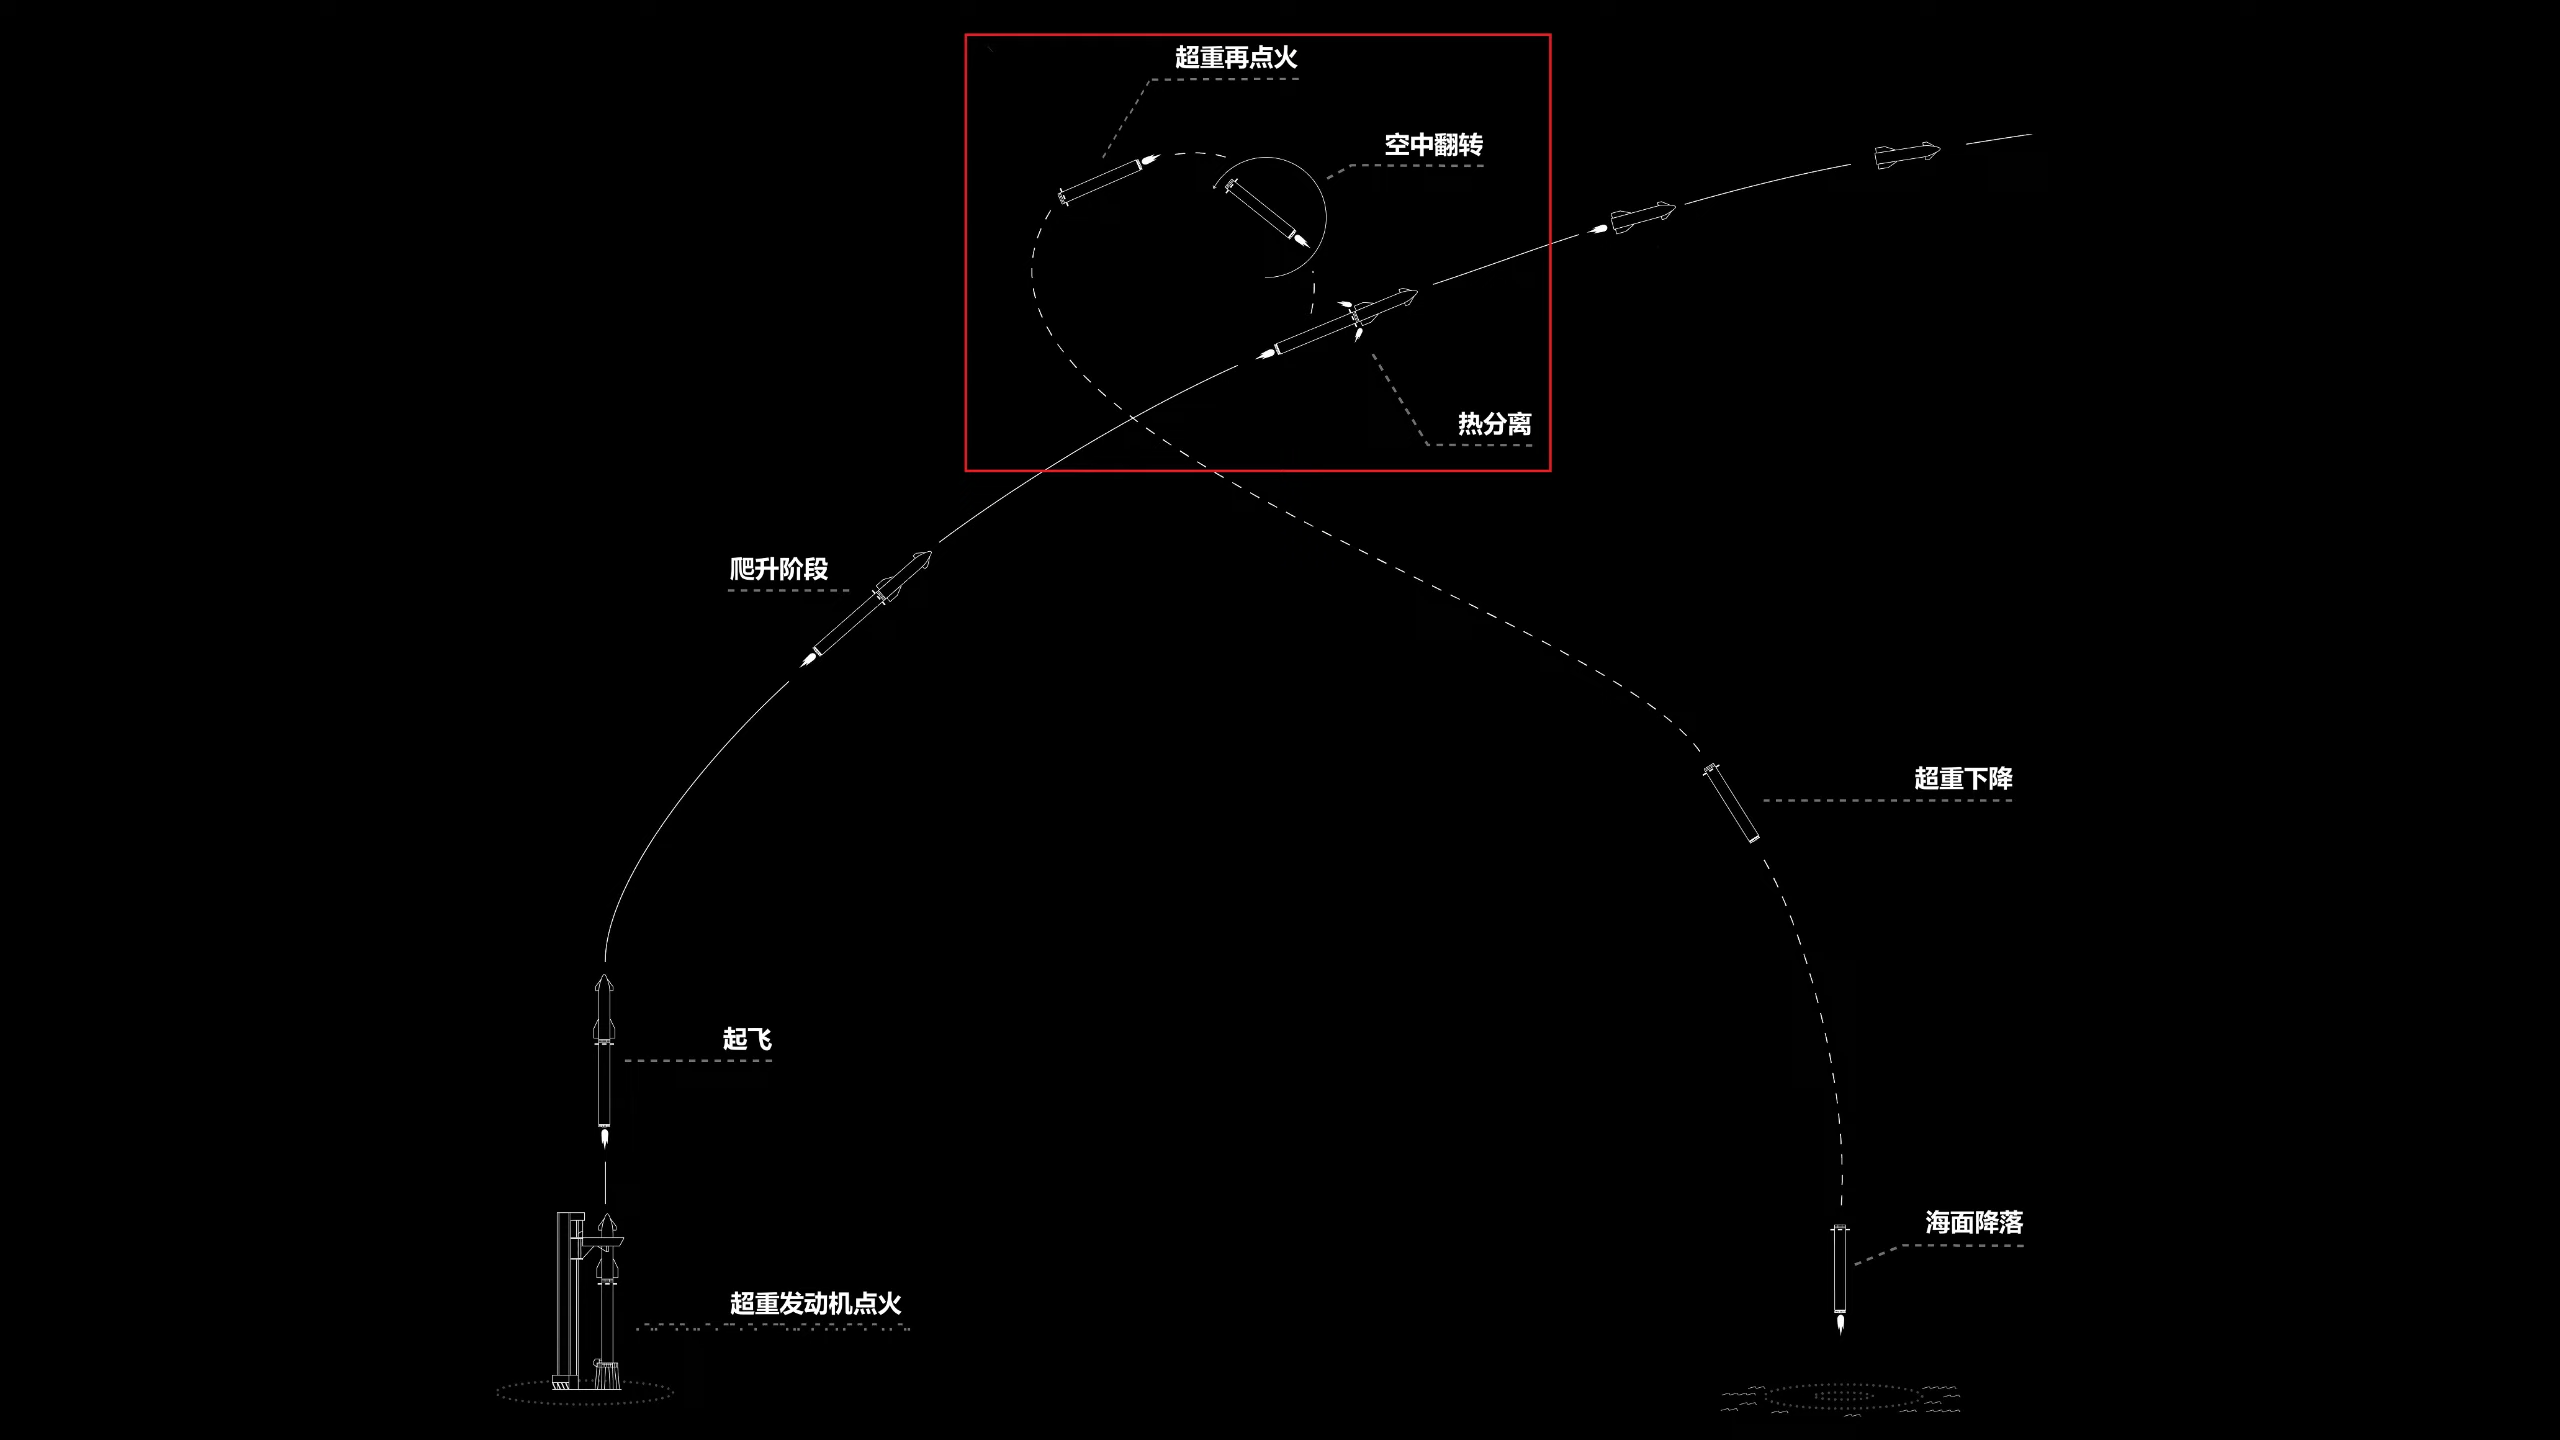 超重再点火
空中翻转
热分离
爬升阶段
超重下降
起飞
海面降落
超重发动机点火